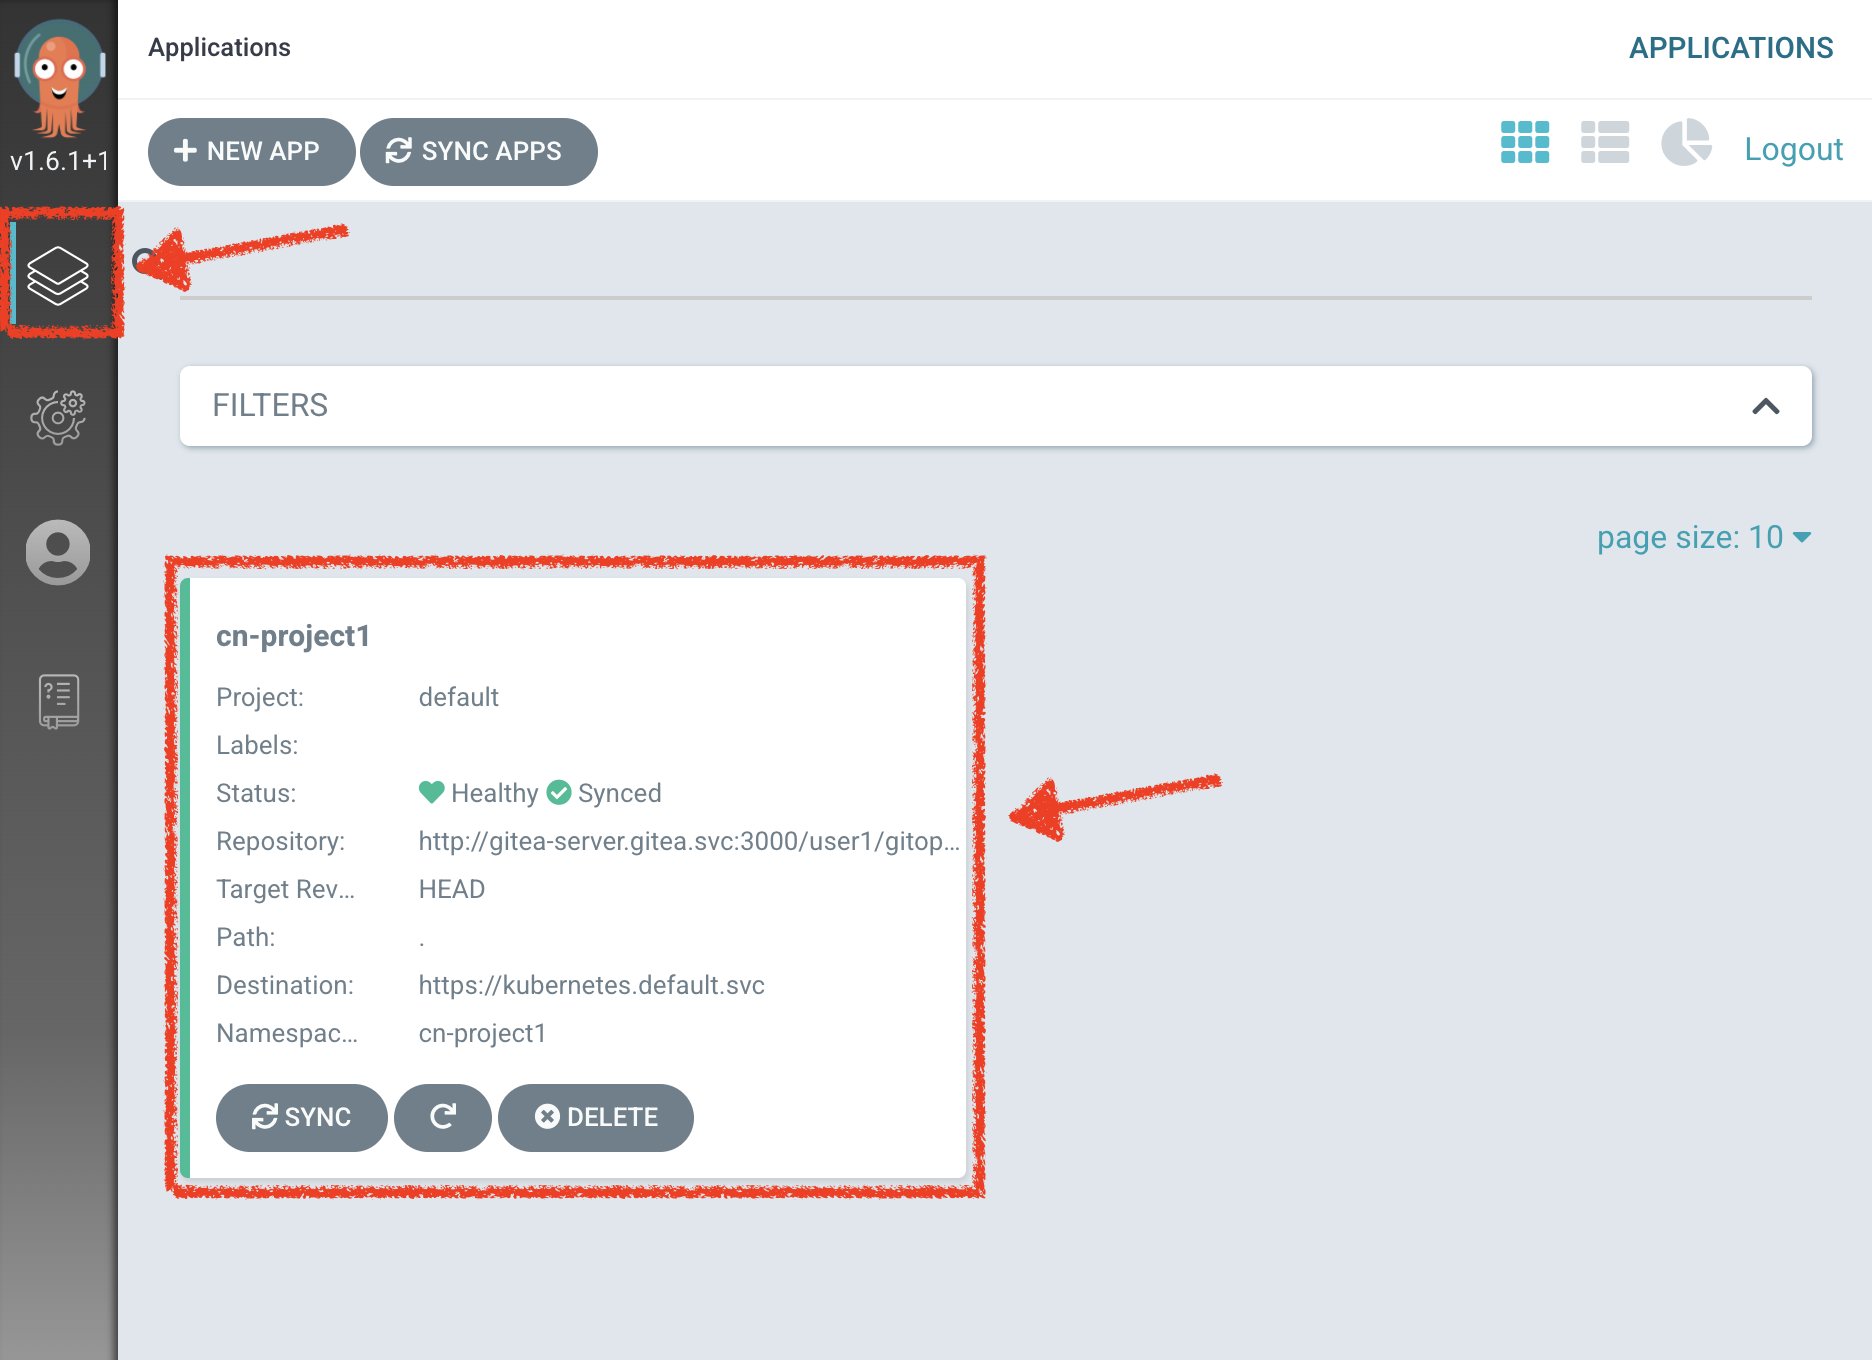 v1.6.1+1
Applications
APPLICATIONS
NEW APP
SYNC APPS
Logout
FILTERS
page size: 10
cn-project1
Project: default
Labels:
Status: Healthy Synced
Repository: http://gitea-server.gitea.svc:3000/user1/gitop...
Target Rev... HEAD
Path: .
Destination: https://kubernetes.default.svc
Namespac... cn-project1
SYNC
DELETE